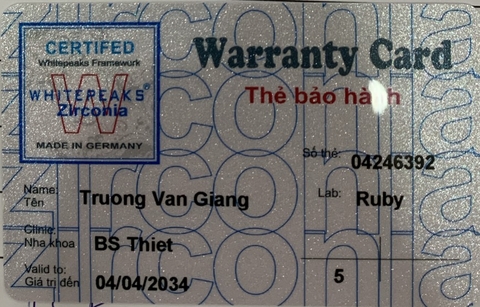 CERTIFED
Whitepeaks Framework
WHITEPEAKS®
W
Zirconia
MADE IN GERMANY
Warranty Card
Thẻ bảo hành
Số thẻ: 04246392
Name: Truong Van Giang
Tên
Lab: Ruby
Clinic: BS Thiet
Nha khoa
Valid to: 04/04/2034
Giá trị đến
5